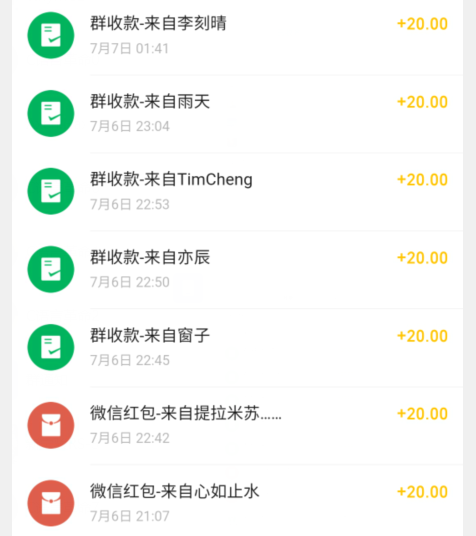 群收款-来自李刻晴
+20.00
7月7日 01:41
群收款-来自雨天
+20.00
7月6日 23:04
群收款-来自TimCheng
+20.00
7月6日 22:53
群收款-来自亦辰
+20.00
7月6日 22:50
群收款-来自窗子
+20.00
7月6日 22:45
微信红包-来自提拉米苏......
+20.00
7月6日 22:42
微信红包-来自心如止水
+20.00
7月6日 21:07